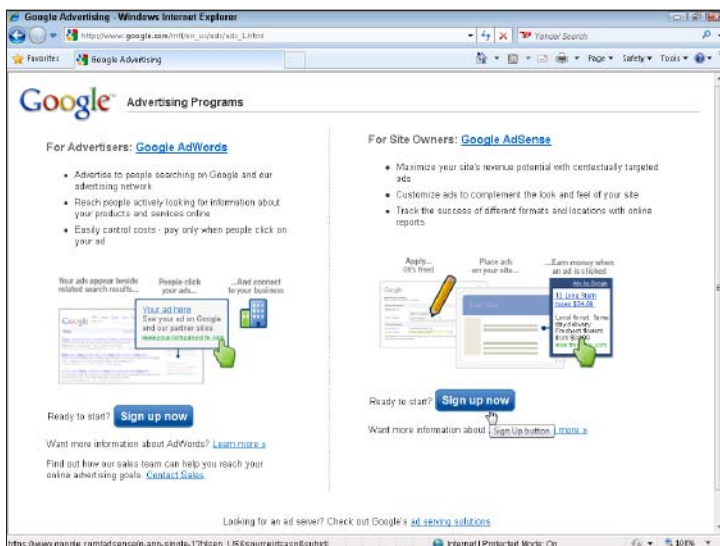 Google Advertising - Windows Internet Explorer
Yahoo! Search
Favorites Google Advertising Page Safety Tools
Google Advertising Programs
For Advertisers: Google AdWords
Advertise to people searching on Google and our
advertising network
Reach people actively looking for information about
your products and services online
Easily control costs - pay only when people click on
your ad
Your ads appear beside
related search results...
People click
your ads...
...And connect
to your business
Google
Your ad here
See your ad on Google
and our partner sites.
Ready to start? Sign up now
Want more information about AdWords? Learn more »
Find out how our sales team can help you reach your
online advertising goals. Contact Sales.
For Site Owners: Google AdSense
Maximize your site's revenue potential with contextually targeted
ads
Customize ads to complement the look and feel of your site
Track the success of different formats and locations with online
reports
Apply...
(It's free!)
Place ads
on your site...
...Earn money when
an ad is clicked
Google
Ads by Google
Ready to start? Sign up now
Want more information about Sign Up button more »
Looking for an ad server? Check out Google's ad serving solutions
Internet | Protected Mode: On